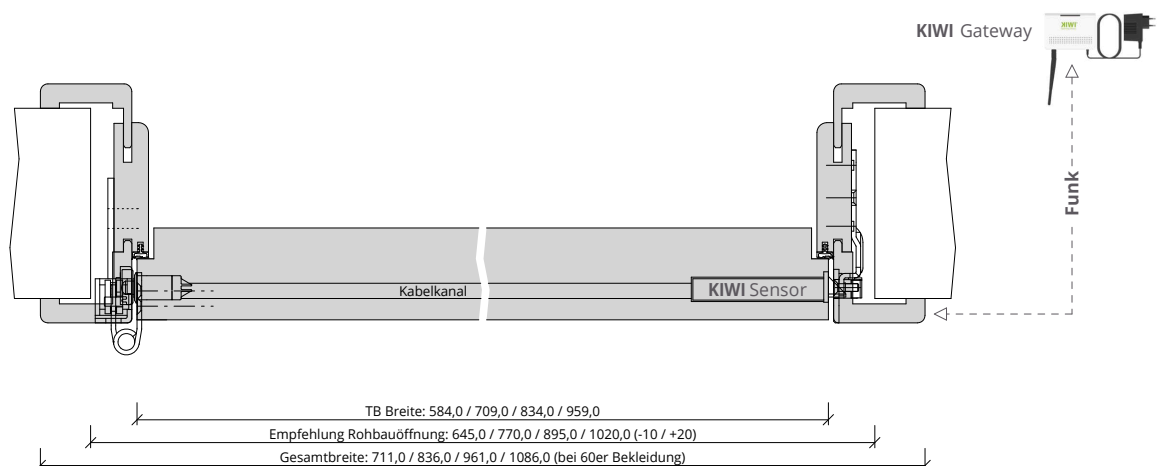 KIWI Gateway
KIWI
Funk
Kabelkanal
KIWI Sensor
TB Breite: 584,0 / 709,0 / 834,0 / 959,0
Empfehlung Rohbauöffnung: 645,0 / 770,0 / 895,0 / 1020,0 (-10 / +20)
Gesamtbreite: 711,0 / 836,0 / 961,0 / 1086,0 (bei 60er Bekleidung)